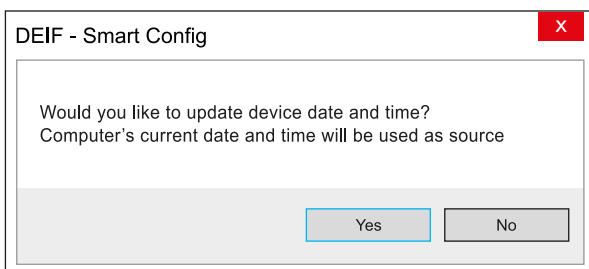 DEIF - Smart Config
X
Would you like to update device date and time?
Computer's current date and time will be used as source
Yes
No